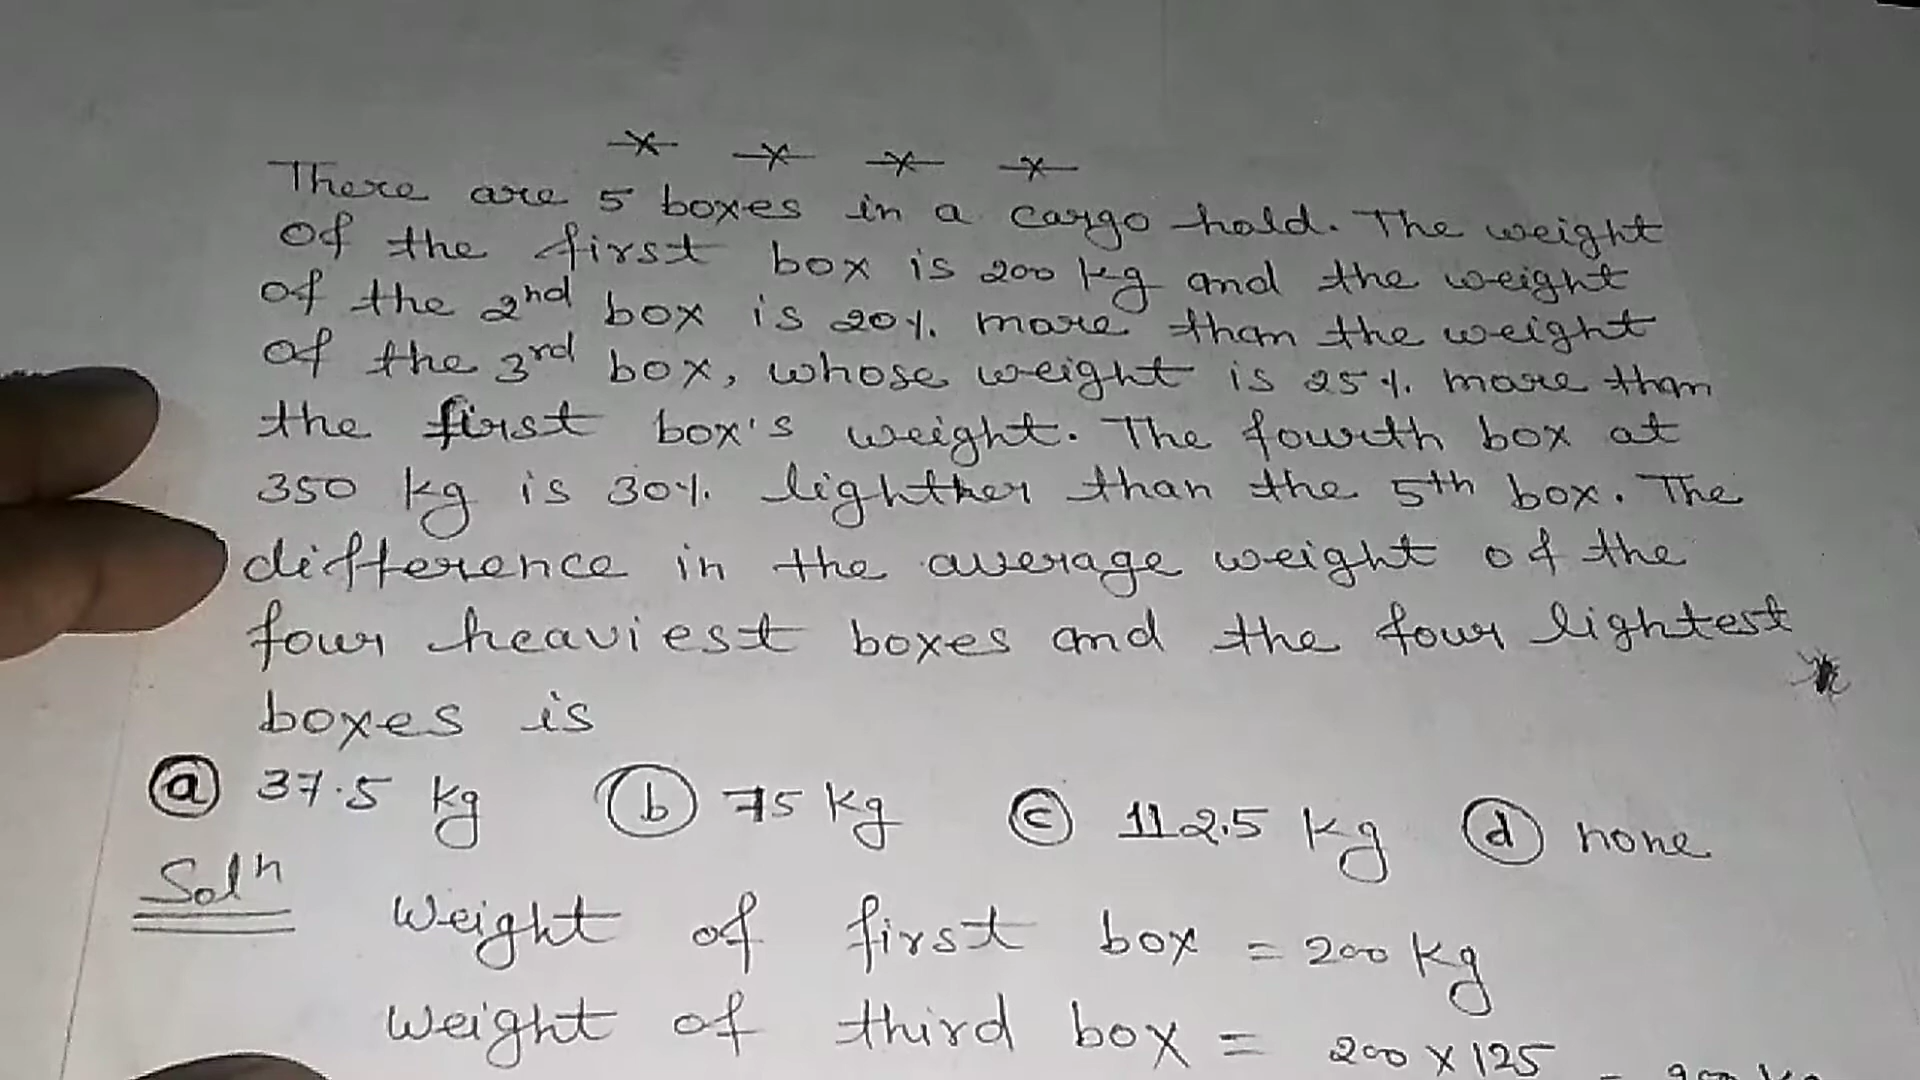 There are 5 boxes in a cargo hold. The weight
of the first box is 200 kg and the weight
of the 2nd box is 20%. more than the weight
of the 3rd box, whose weight is 25%. more than
the first box's weight. The fourth box at
350 kg is 30%. lighther than the 5th box. The
difference in the average weight of the
four heaviest boxes and the four lightest
boxes is
(a) 37.5 kg (b) 75 kg (c) 112.5 kg (d) none
Solⁿ
Weight of first box = 200 kg
Weight of third box = 200 X 125